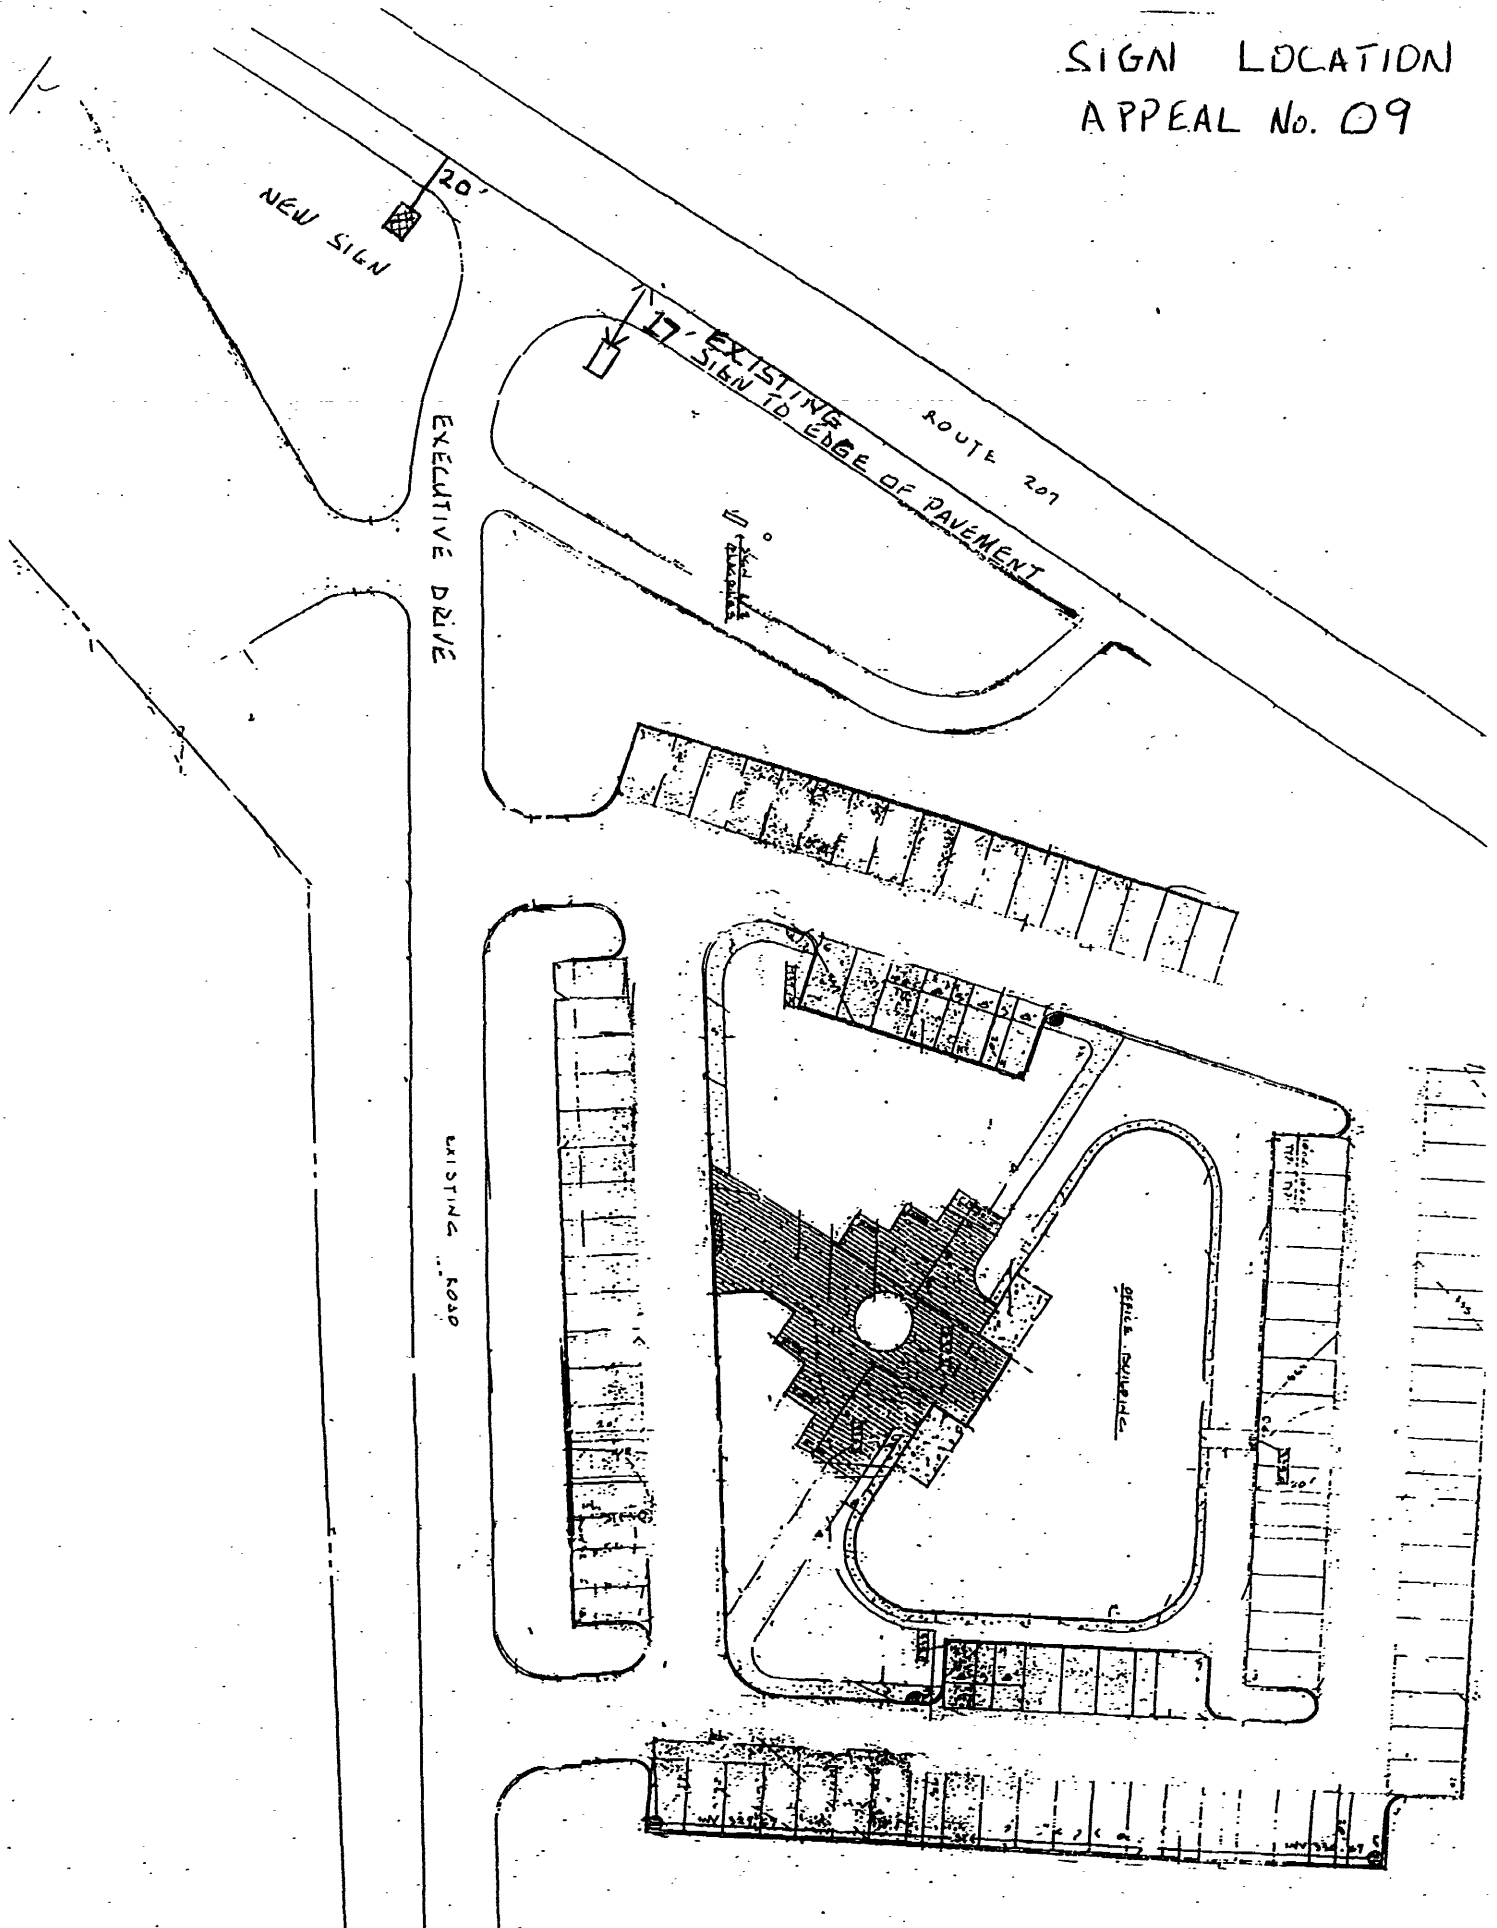 SIGN LOCATION
APPEAL No. 09
20'
NEW SIGN
17' EXISTING
SIGN TO EDGE OF PAVEMENT
ROUTE 207
EXECUTIVE DRIVE
EXISTING ROAD
OFFICE BUILDING
20'